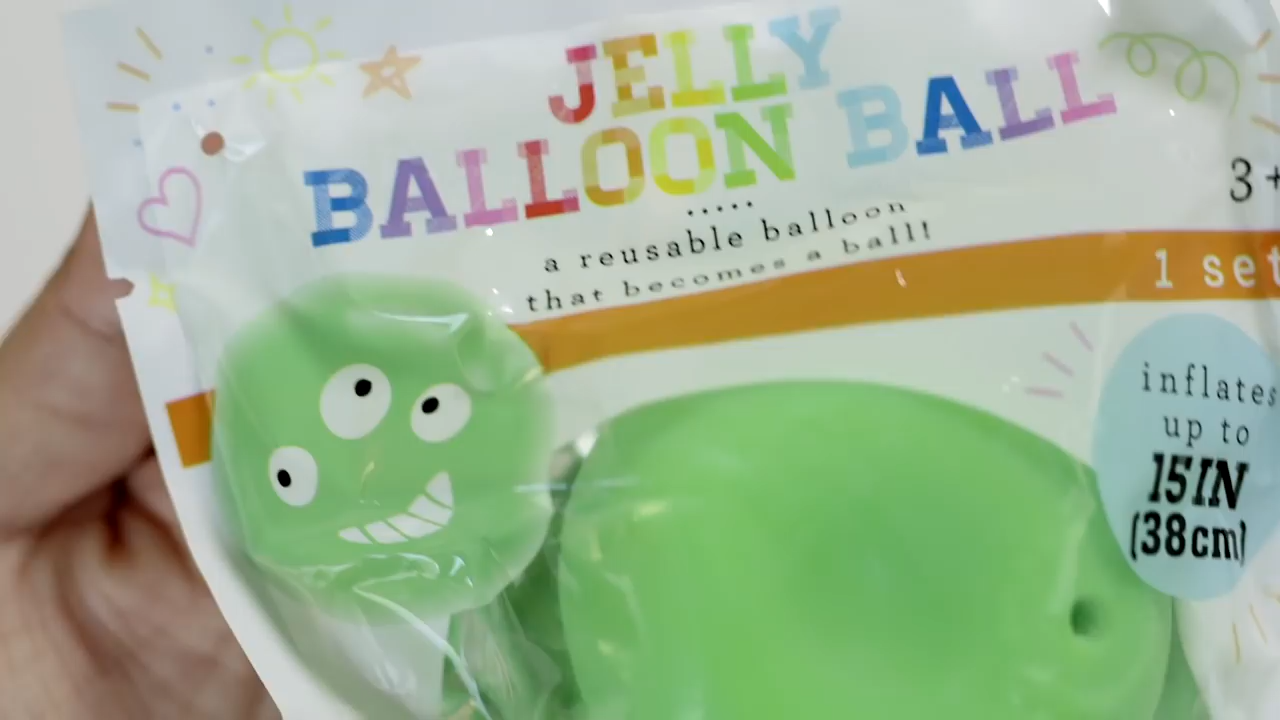 JELLY
BALLOON BALL
a reusable balloon
that becomes a ball!
3+
1 set
inflates
up to
15IN
(38cm)